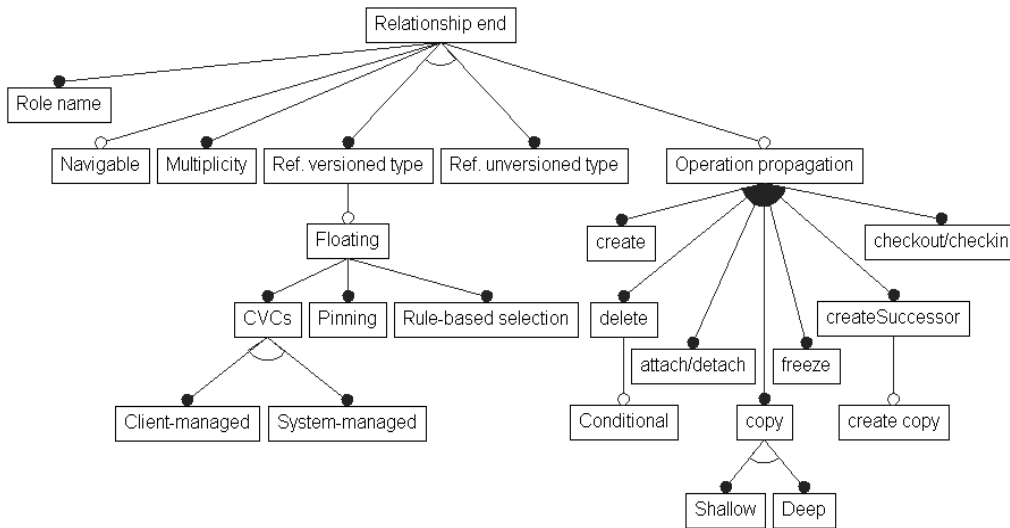 Relationship end
Role name
Navigable
Multiplicity
Ref. versioned type
Ref. unversioned type
Operation propagation
Floating
create
checkout/checkin
CVCs
Pinning
Rule-based selection
delete
createSuccessor
attach/detach
freeze
Client-managed
System-managed
Conditional
copy
create copy
Shallow
Deep